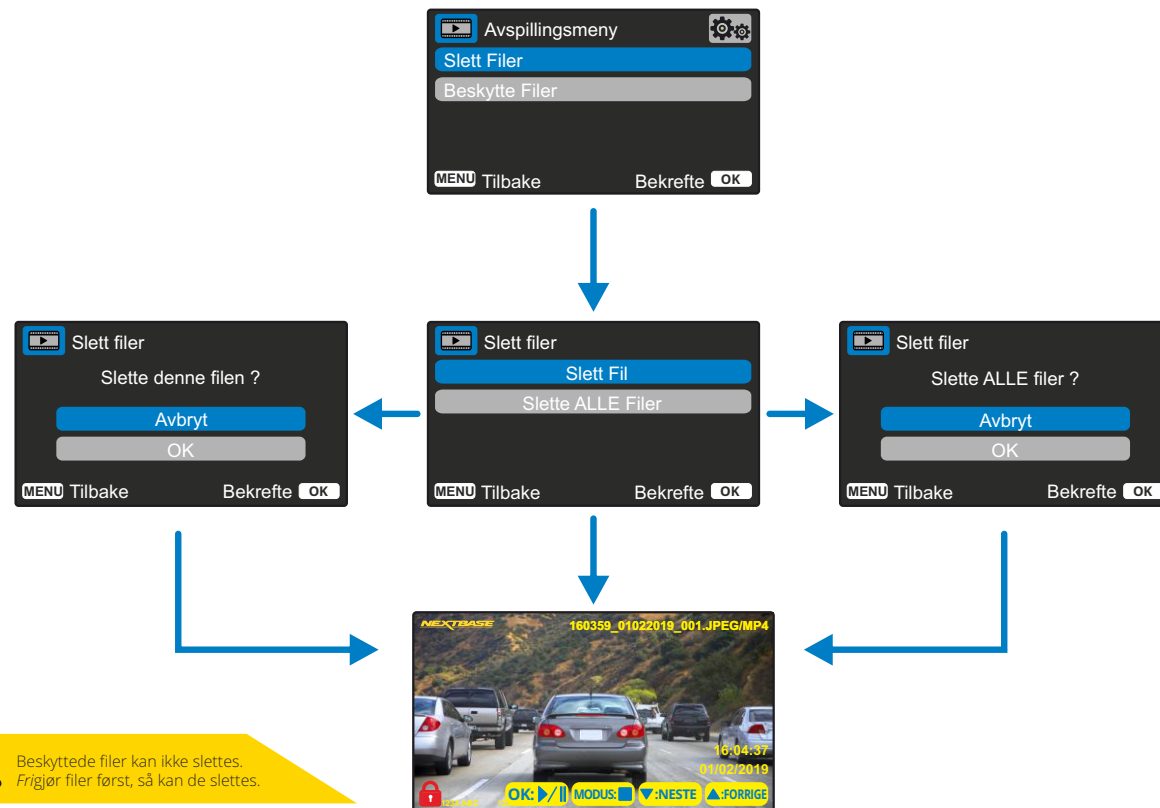 Avspillingsmeny
Slett Filer
Beskytte Filer
MENU Tilbake Bekrefte OK
Slett filer
Slette denne filen ?
Avbryt
OK
MENU Tilbake Bekrefte OK
Slett filer
Slett Fil
Slette ALLE Filer
MENU Tilbake Bekrefte OK
Slett filer
Slette ALLE filer ?
Avbryt
OK
MENU Tilbake Bekrefte OK
NEXTBASE 160359_01022019_001.JPEG/MP4
16:04:37
01/02/2019
OK: MODUS: :NESTE :FORRIGE
Beskyttede filer kan ikke slettes.
Frigjør filer først, så kan de slettes.